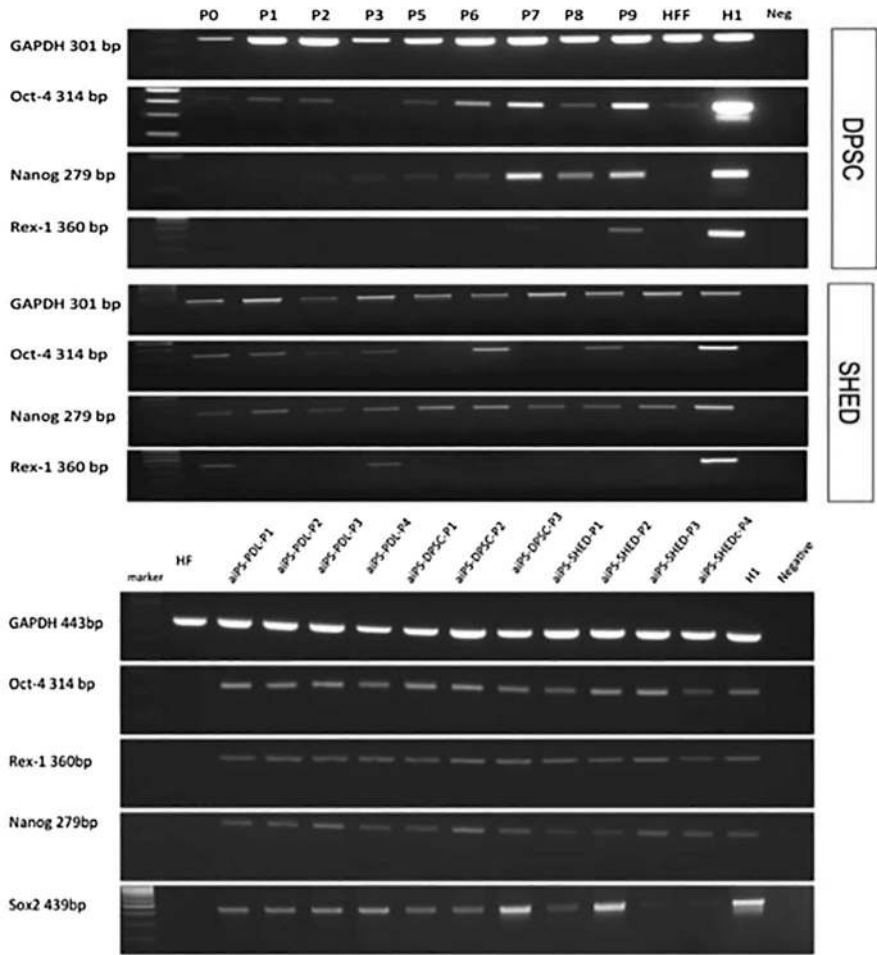 P0 P1 P2 P3 P5 P6 P7 P8 P9 HFF H1 Neg
GAPDH 301 bp
Oct-4 314 bp
Nanog 279 bp
Rex-1 360 bp
DPSC
GAPDH 301 bp
Oct-4 314 bp
Nanog 279 bp
Rex-1 360 bp
SHED
marker HF aiPS-PDL-P1 aiPS-PDL-P2 aiPS-PDL-P3 aiPS-PDL-P4 aiPS-DPSC-P1 aiPS-DPSC-P2 aiPS-DPSC-P3 aiPS-SHED-P1 aiPS-SHED-P2 aiPS-SHED-P3 aiPS-SHEDc-P4 H1 Negative
GAPDH 443bp
Oct-4 314 bp
Rex-1 360bp
Nanog 279bp
Sox2 439bp